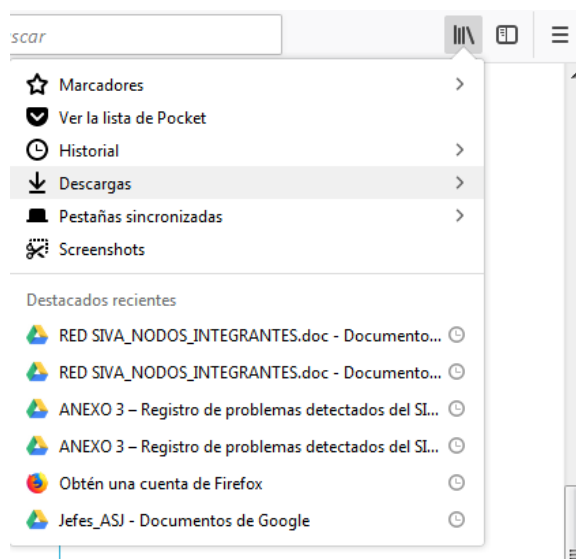 scar
Marcadores
Ver la lista de Pocket
Historial
Descargas
Pestañas sincronizadas
Screenshots
Destacados recientes
RED SIVA_NODOS_INTEGRANTES.doc - Documento...
RED SIVA_NODOS_INTEGRANTES.doc - Documento...
ANEXO 3 – Registro de problemas detectados del SI...
ANEXO 3 – Registro de problemas detectados del SI...
Obtén una cuenta de Firefox
Jefes_ASJ - Documentos de Google